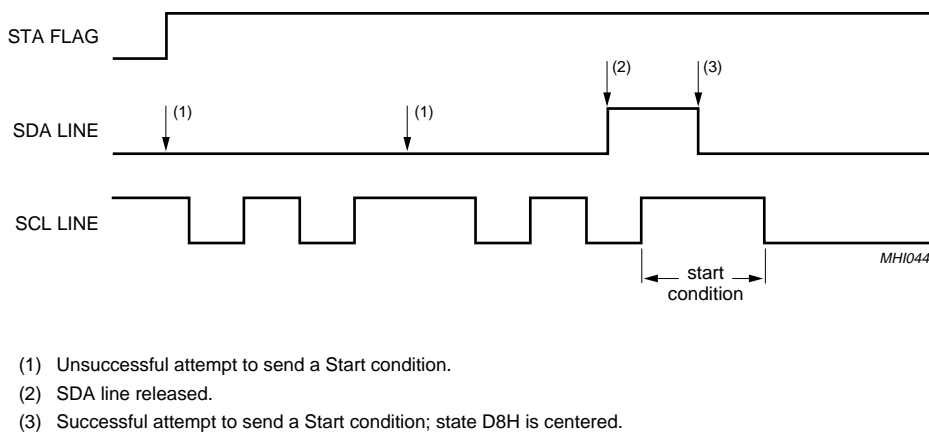 STA FLAG
(1)
(1)
(2)
(3)
SDA LINE
SCL LINE
MHI044
start
condition
(1) Unsuccessful attempt to send a Start condition.
(2) SDA line released.
(3) Successful attempt to send a Start condition; state D8H is centered.